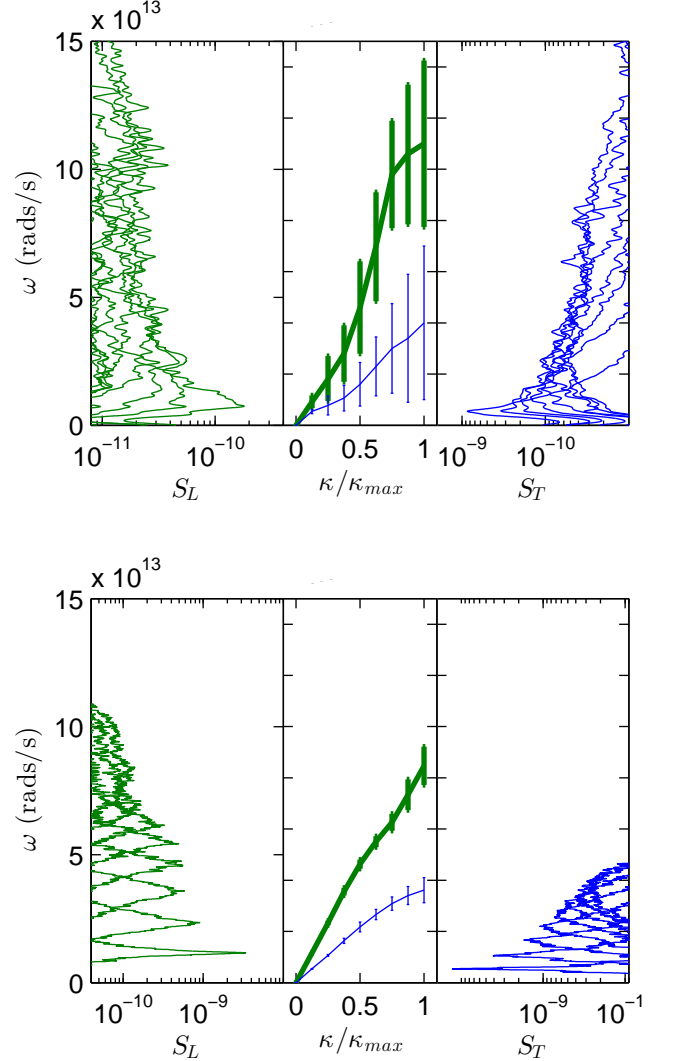 x 10^13
15
10
5
0
ω (rads/s)
10^-11 10^-10
S_L
0 0.5 1
κ/κ_max
10^-9 10^-10
S_T
x 10^13
15
10
5
0
ω (rads/s)
10^-10 10^-9
S_L
0 0.5 1
κ/κ_max
10^-9 10^-1
S_T